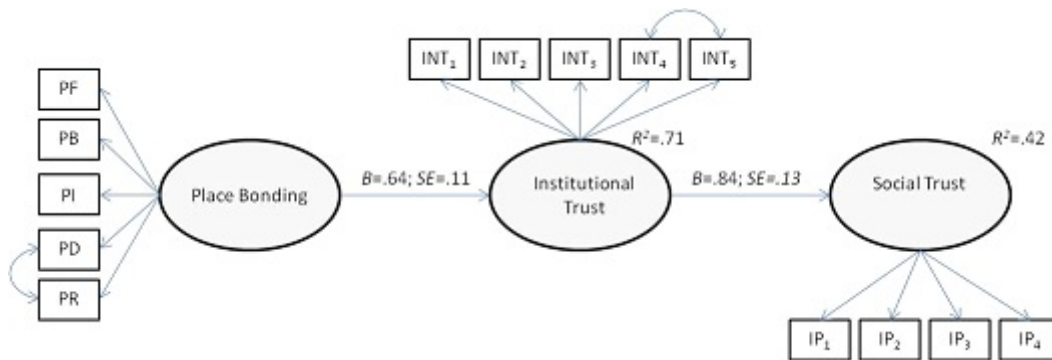 INT₁ INT₂ INT₃ INT₄ INT₅
PF
PB
PI
PD
PR
Place Bonding
B=.64; SE=.11
Institutional
Trust
R²=.71
B=.84; SE=.13
Social Trust
R²=.42
IP₁ IP₂ IP₃ IP₄